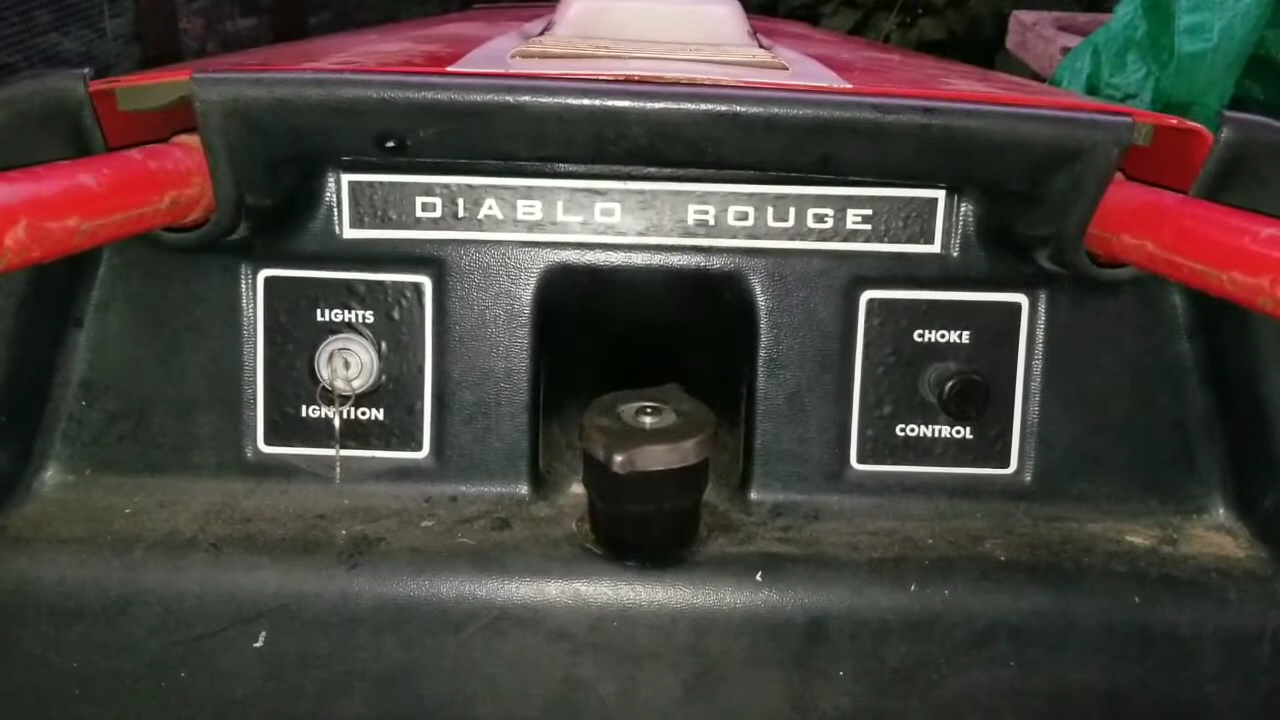 DIABLO ROUGE
LIGHTS
IGNITION
CHOKE
CONTROL